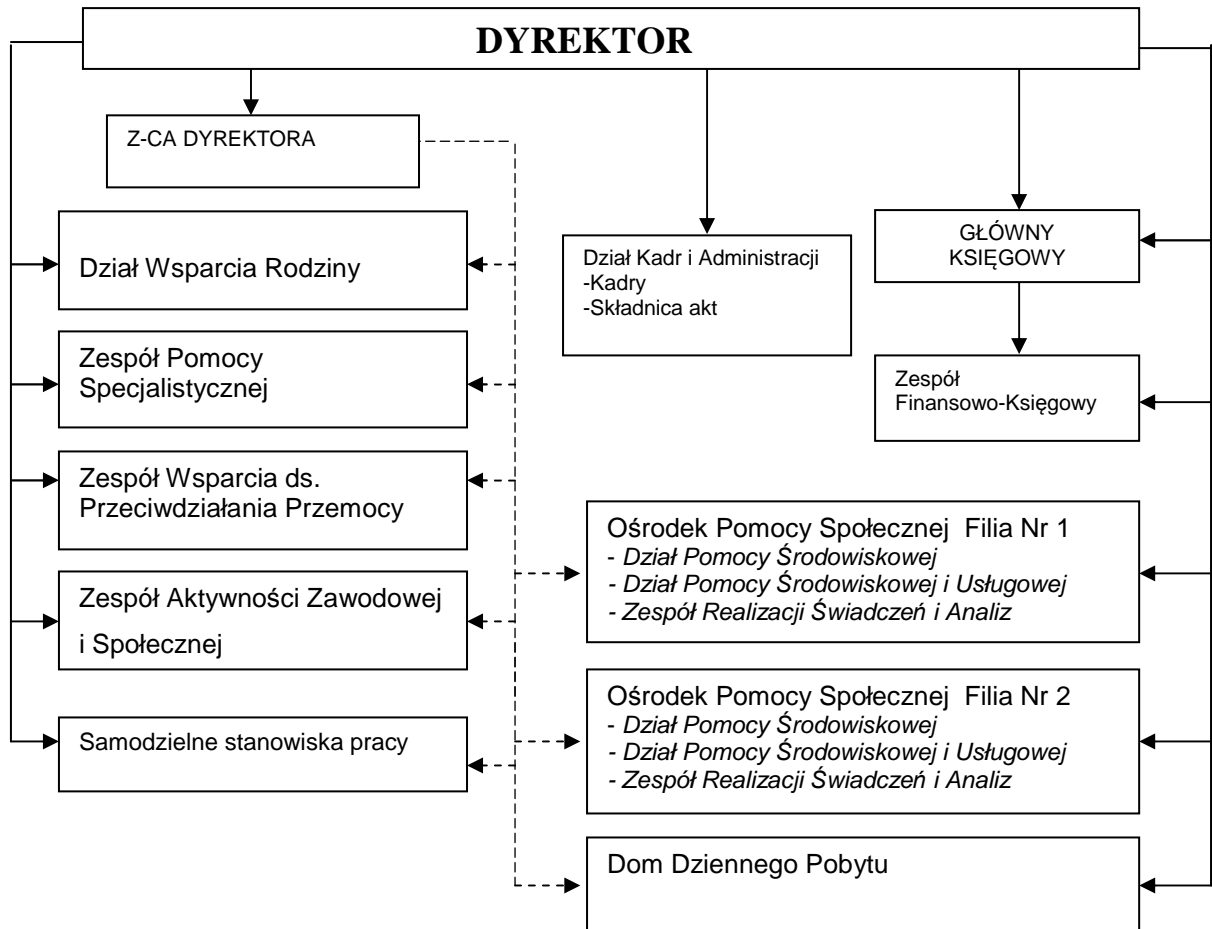 DYREKTOR
Z-CA DYREKTORA
Dział Wsparcia Rodziny
Zespół Pomocy
Specjalistycznej
Zespół Wsparcia ds.
Przeciwdziałania Przemocy
Zespół Aktywności Zawodowej
i Społecznej
Samodzielne stanowiska pracy
Dział Kadr i Administracji
-Kadry
-Składnica akt
GŁÓWNY
KSIĘGOWY
Zespół
Finansowo-Księgowy
Ośrodek Pomocy Społecznej Filia Nr 1
- Dział Pomocy Środowiskowej
- Dział Pomocy Środowiskowej i Usługowej
- Zespół Realizacji Świadczeń i Analiz
Ośrodek Pomocy Społecznej Filia Nr 2
- Dział Pomocy Środowiskowej
- Dział Pomocy Środowiskowej i Usługowej
- Zespół Realizacji Świadczeń i Analiz
Dom Dziennego Pobytu